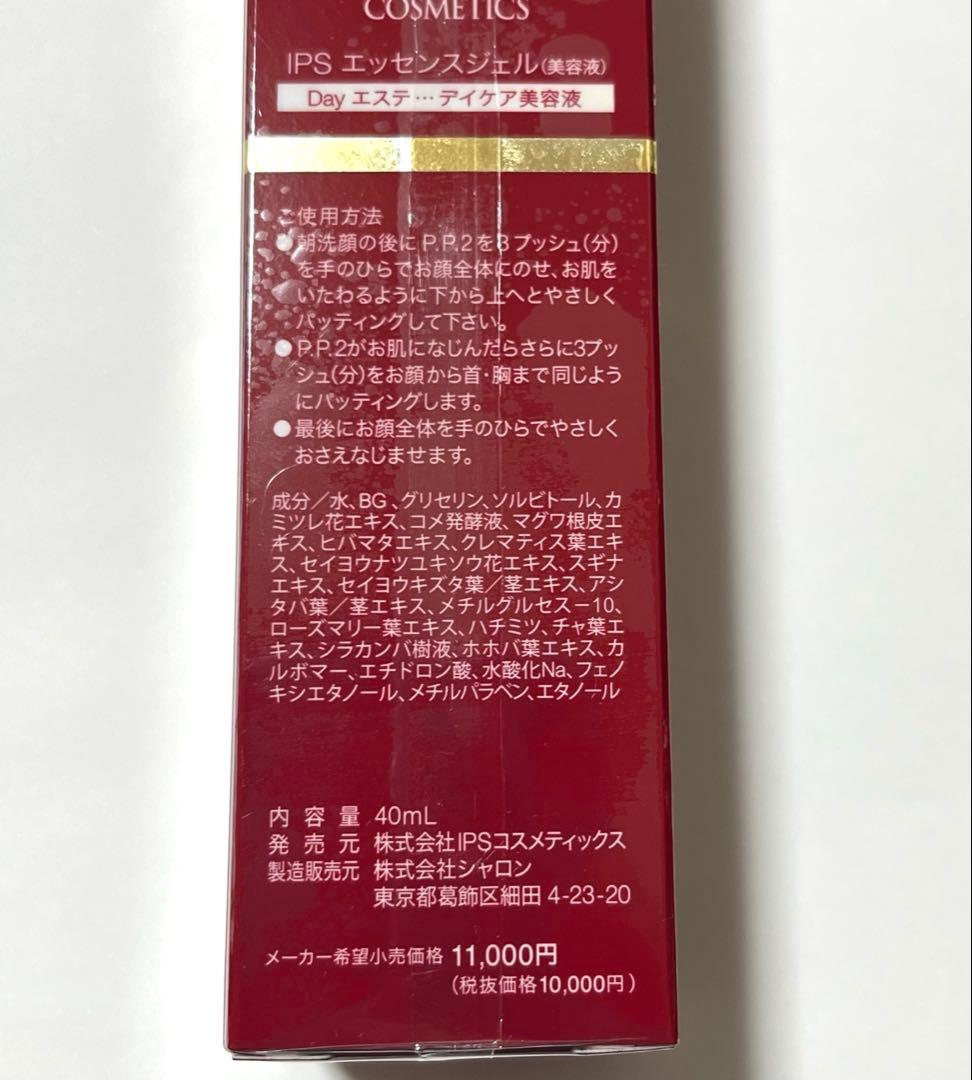 COSMETICS
IPS エッセンスジェル(美容液)
Day エステ…デイケア美容液
ご使用方法
●朝洗顔の後にP.P.2を3プッシュ(分)
を手のひらでお顔全体にのせ、お肌を
いたわるように下から上へとやさしく
パッティングして下さい。
●P.P.2がお肌になじんだらさらに3プッ
シュ(分)をお顔から首・胸まで同じよう
にパッティングします。
●最後にお顔全体を手のひらでやさしく
おさえなじませます。
成分／水、BG、グリセリン、ソルビトール、カ
ミツレ花エキス、コメ発酵液、マグワ根皮エ
キス、ヒバマタエキス、クレマティス葉エキ
ス、セイヨウナツユキソウ花エキス、スギナ
エキス、セイヨウキズタ葉／茎エキス、アシ
タバ葉／茎エキス、メチルグルセス－10、
ローズマリー葉エキス、ハチミツ、チャ葉エ
キス、シラカンバ樹液、ホホバ葉エキス、カ
ルボマー、エチドロン酸、水酸化Na、フェノ
キシエタノール、メチルパラベン、エタノール
内容量 40mL
発売元 株式会社IPSコスメティックス
製造販売元 株式会社シャロン
東京都葛飾区細田 4-23-20
メーカー希望小売価格 11,000円
(税抜価格10,000円)